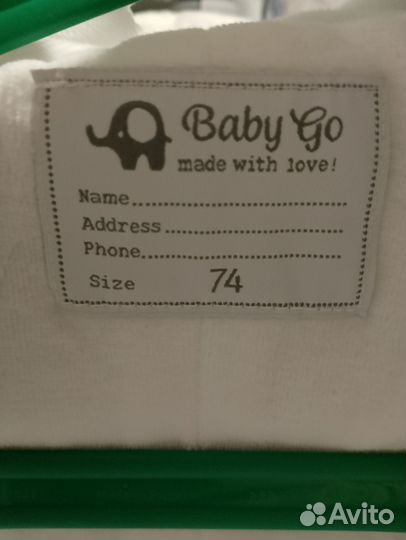 Baby Go
made with love!
Name
Address
Phone
Size 74
Avito